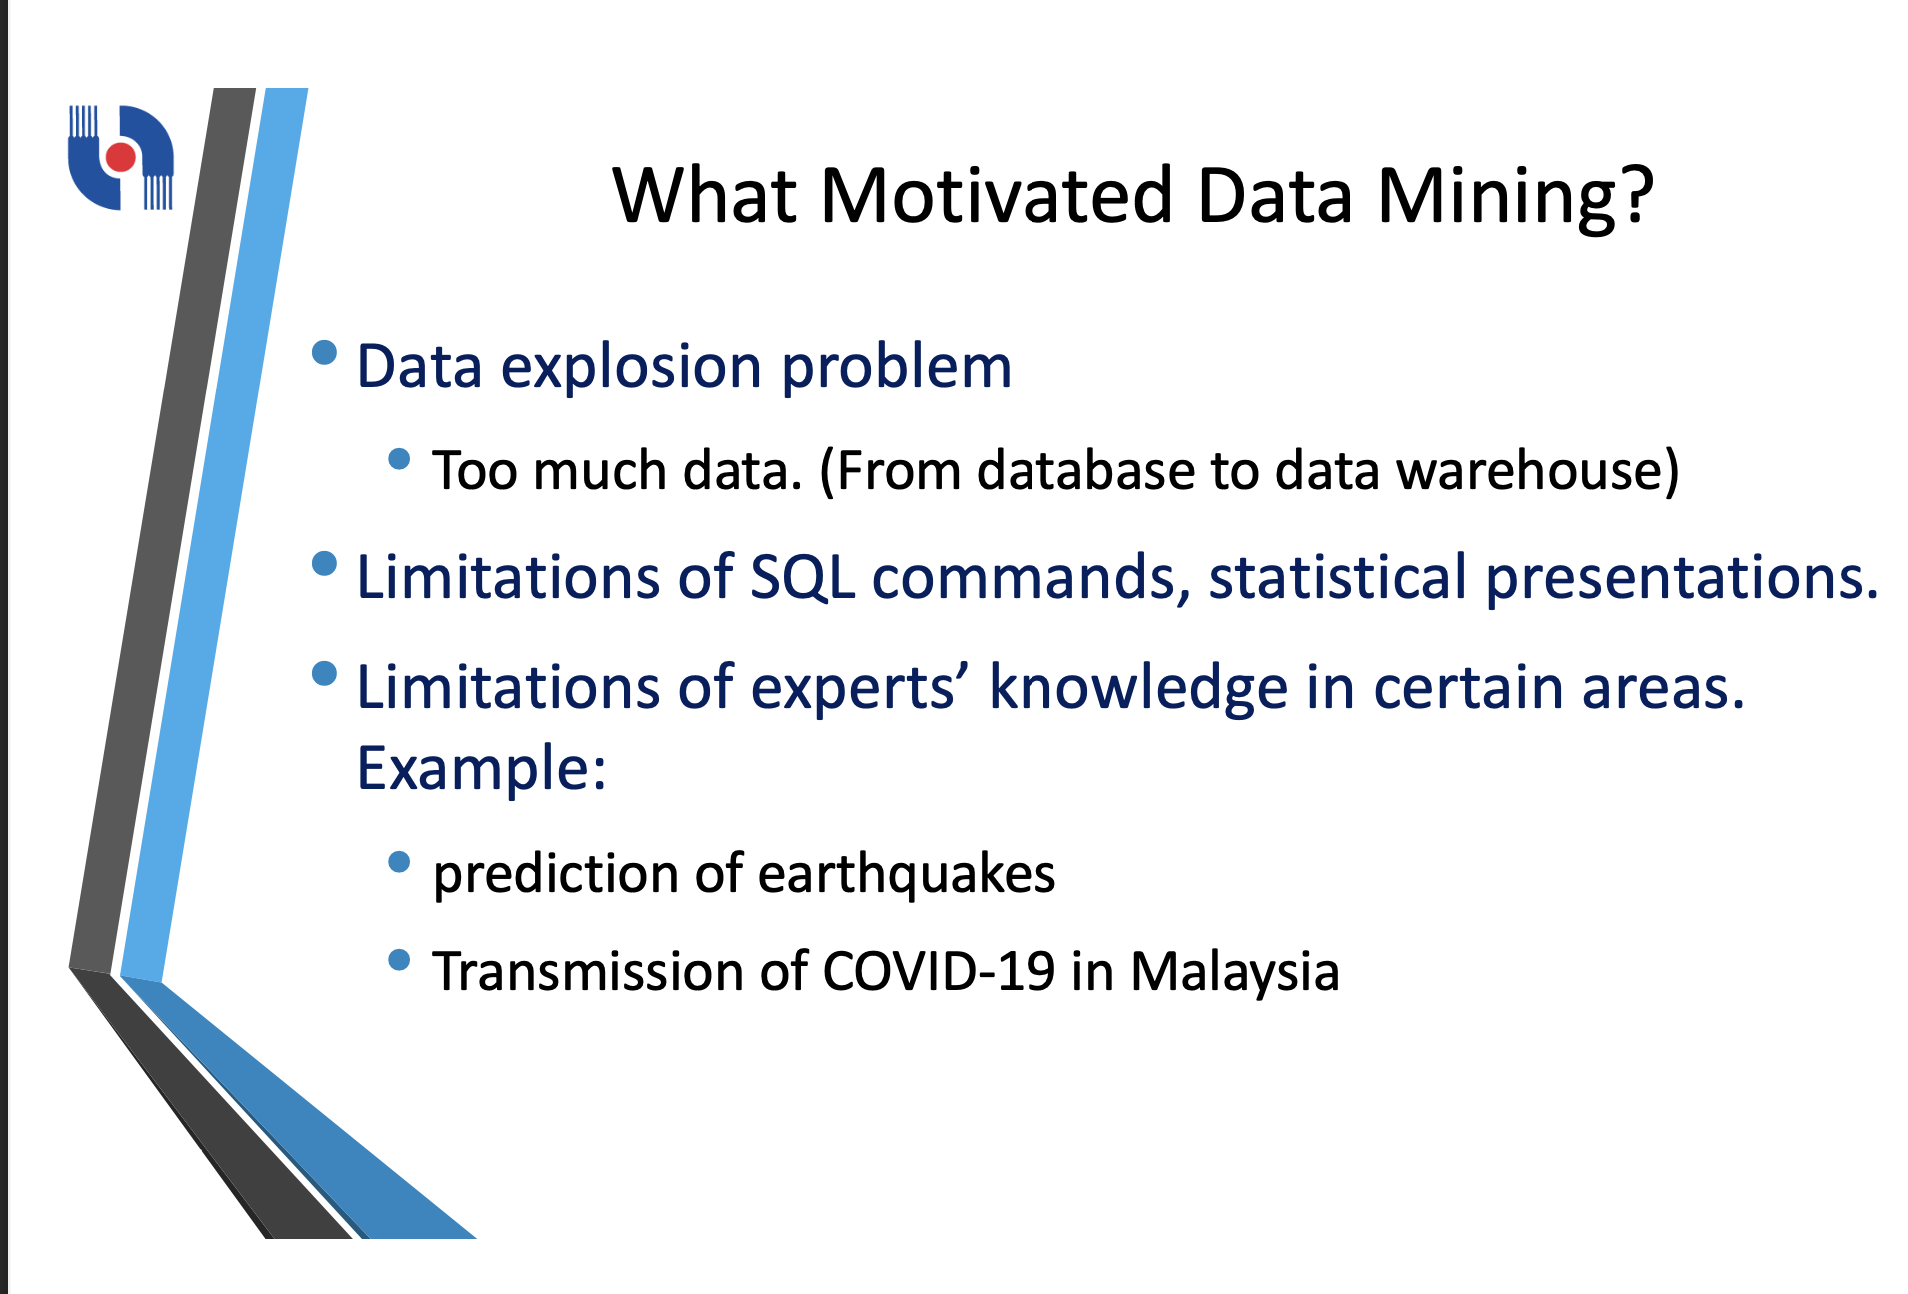 What Motivated Data Mining?
• Data explosion problem
• Too much data. (From database to data warehouse)
• Limitations of SQL commands, statistical presentations.
• Limitations of experts’ knowledge in certain areas.
Example:
• prediction of earthquakes
• Transmission of COVID-19 in Malaysia